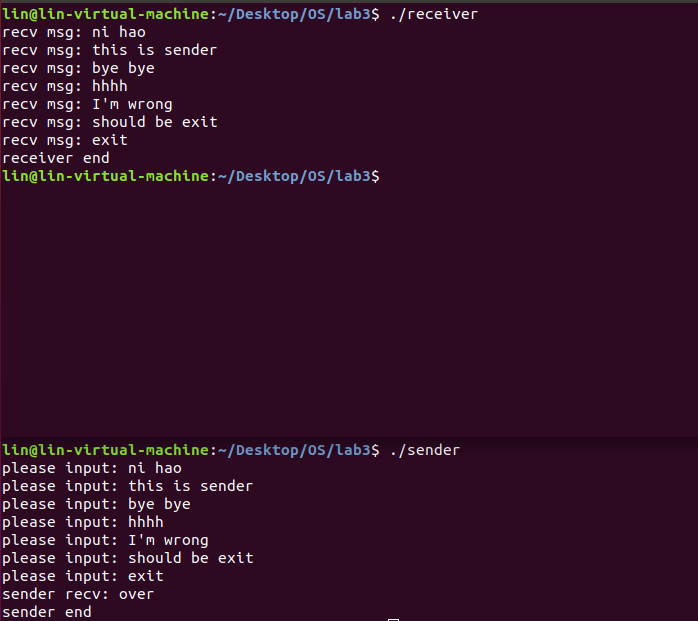 lin@lin-virtual-machine:~/Desktop/OS/lab3$ ./receiver
recv msg: ni hao
recv msg: this is sender
recv msg: bye bye
recv msg: hhhh
recv msg: I'm wrong
recv msg: should be exit
recv msg: exit
receiver end
lin@lin-virtual-machine:~/Desktop/OS/lab3$
lin@lin-virtual-machine:~/Desktop/OS/lab3$ ./sender
please input: ni hao
please input: this is sender
please input: bye bye
please input: hhhh
please input: I'm wrong
please input: should be exit
please input: exit
sender recv: over
sender end